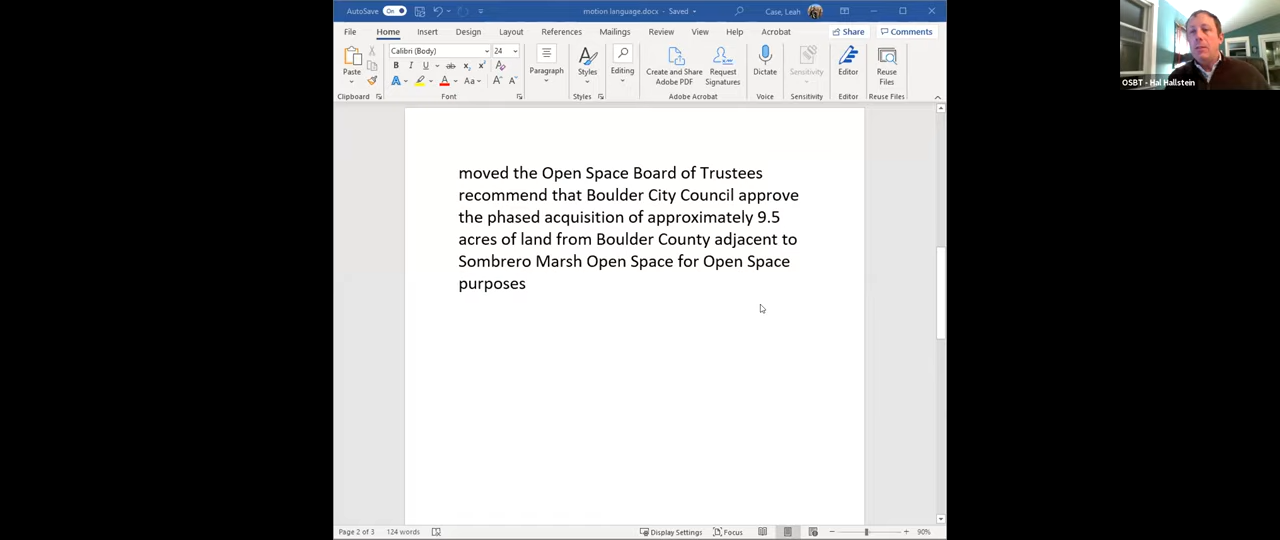 AutoSave On motion language.docx - Saved Case, Leah
File Home Insert Design Layout References Mailings Review View Help Acrobat Share Comments
Calibri (Body) 24
Paste B I U ab x₂ x² A A Aa A A Paragraph Styles Editing Create and Share Adobe PDF Request Signatures Dictate Sensitivity Editor Reuse Files
Clipboard Font Styles Adobe Acrobat Voice Sensitivity Editor Reuse Files
OSBT - Hal Hallstein
moved the Open Space Board of Trustees
recommend that Boulder City Council approve
the phased acquisition of approximately 9.5
acres of land from Boulder County adjacent to
Sombrero Marsh Open Space for Open Space
purposes
Page 2 of 3 124 words Display Settings Focus 90%